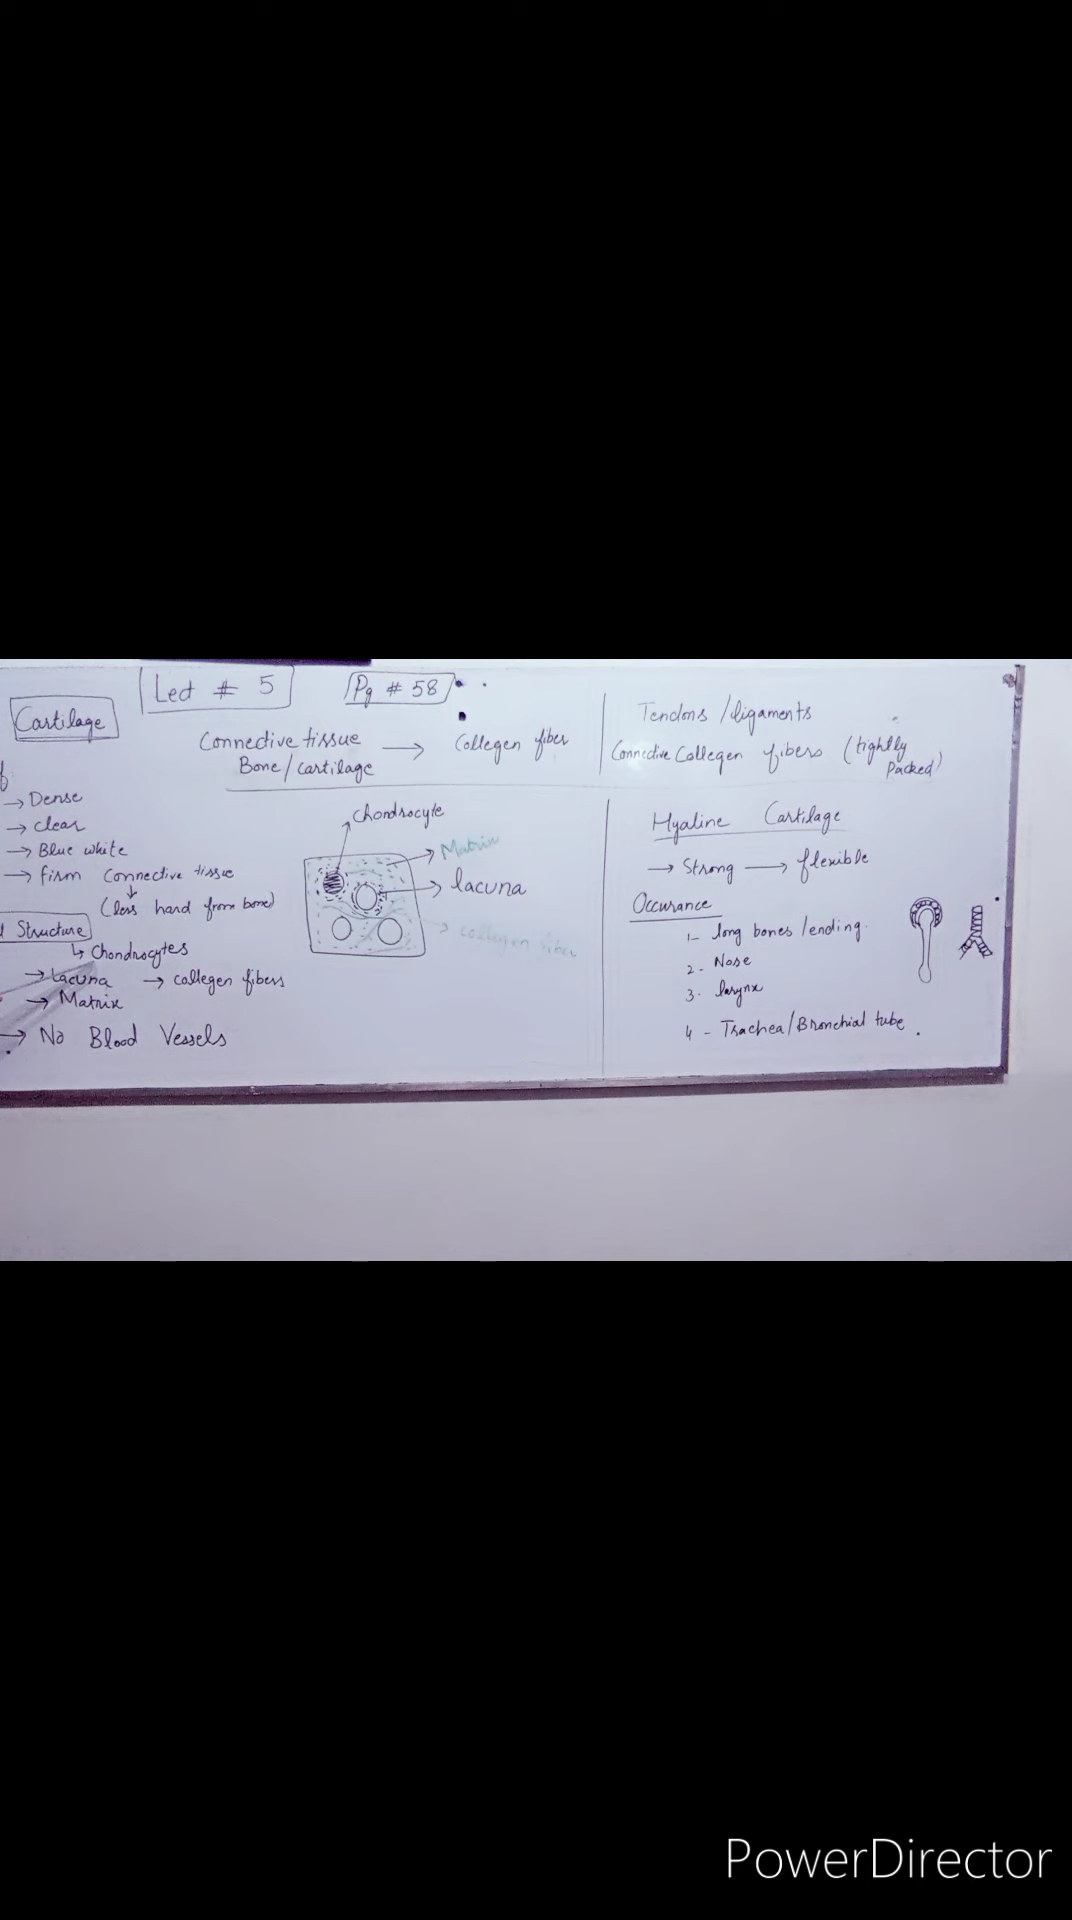 Lect # 5
Pg # 58
Cartilage
Connective tissue → Collegen fiber
Bone/cartilage
Tendons/ligaments
Connective Collegen fibers (tightly
Packed)
→ Dense
→ clear
→ Blue white
→ firm Connective tissue
↓
(less hard from bone)
Structure
↳ Chondrocytes
→ Lacuna → collegen fibers
→ Matrix
→ No Blood Vessels
Chondrocyte
Matrix
lacuna
collegen fiber
Hyaline Cartilage
→ Strong → flexible
Occurance
1- long bones/ending.
2- Nose
3- larynx
4 - Trachea/Bronchial tube.
PowerDirector